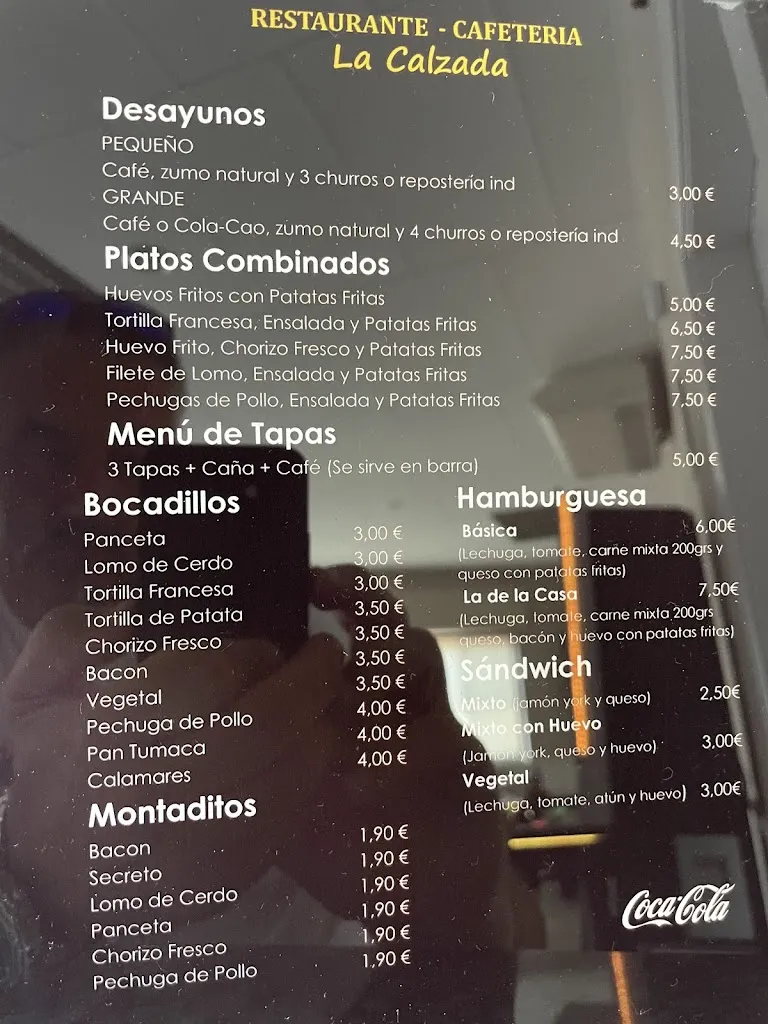 RESTAURANTE - CAFETERIA
La Calzada
Desayunos
PEQUEÑO
Café, zumo natural y 3 churros o repostería ind 3,00 €
GRANDE
Café o Cola-Cao, zumo natural y 4 churros o repostería ind 4,50 €
Platos Combinados
Huevos Fritos con Patatas Fritas 5,00 €
Tortilla Francesa, Ensalada y Patatas Fritas 6,50 €
Huevo Frito, Chorizo Fresco y Patatas Fritas 7,50 €
Filete de Lomo, Ensalada y Patatas Fritas 7,50 €
Pechugas de Pollo, Ensalada y Patatas Fritas 7,50 €
Menú de Tapas
3 Tapas + Caña + Café (Se sirve en barra) 5,00 €
Bocadillos
Panceta 3,00 €
Lomo de Cerdo 3,00 €
Tortilla Francesa 3,00 €
Tortilla de Patata 3,50 €
Chorizo Fresco 3,50 €
Bacon 3,50 €
Vegetal 3,50 €
Pechuga de Pollo 4,00 €
Pan Tumaca 4,00 €
Calamares 4,00 €
Montaditos
Bacon 1,90 €
Secreto 1,90 €
Lomo de Cerdo 1,90 €
Panceta 1,90 €
Chorizo Fresco 1,90 €
Pechuga de Pollo 1,90 €
Hamburguesa
Básica 6,00€
(Lechuga, tomate, carne mixta 200grs y
queso con patatas fritas)
La de la Casa 7,50€
(Lechuga, tomate, carne mixta 200grs
queso, bacón y huevo con patatas fritas)
Sándwich
Mixto (jamón york y queso) 2,50€
Mixto con Huevo
(Jamon york, queso y huevo) 3,00€
Vegetal
(Lechuga, tomate, atún y huevo) 3,00€
Coca-Cola